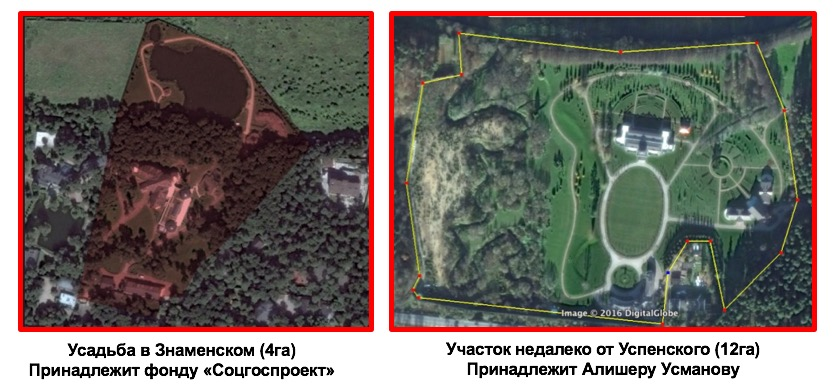 Image © 2016 DigitalGlobe
Усадьба в Знаменском (4га)
Принадлежит фонду «Соцгоспроект»
Участок недалеко от Успенского (12га)
Принадлежит Алишеру Усманову